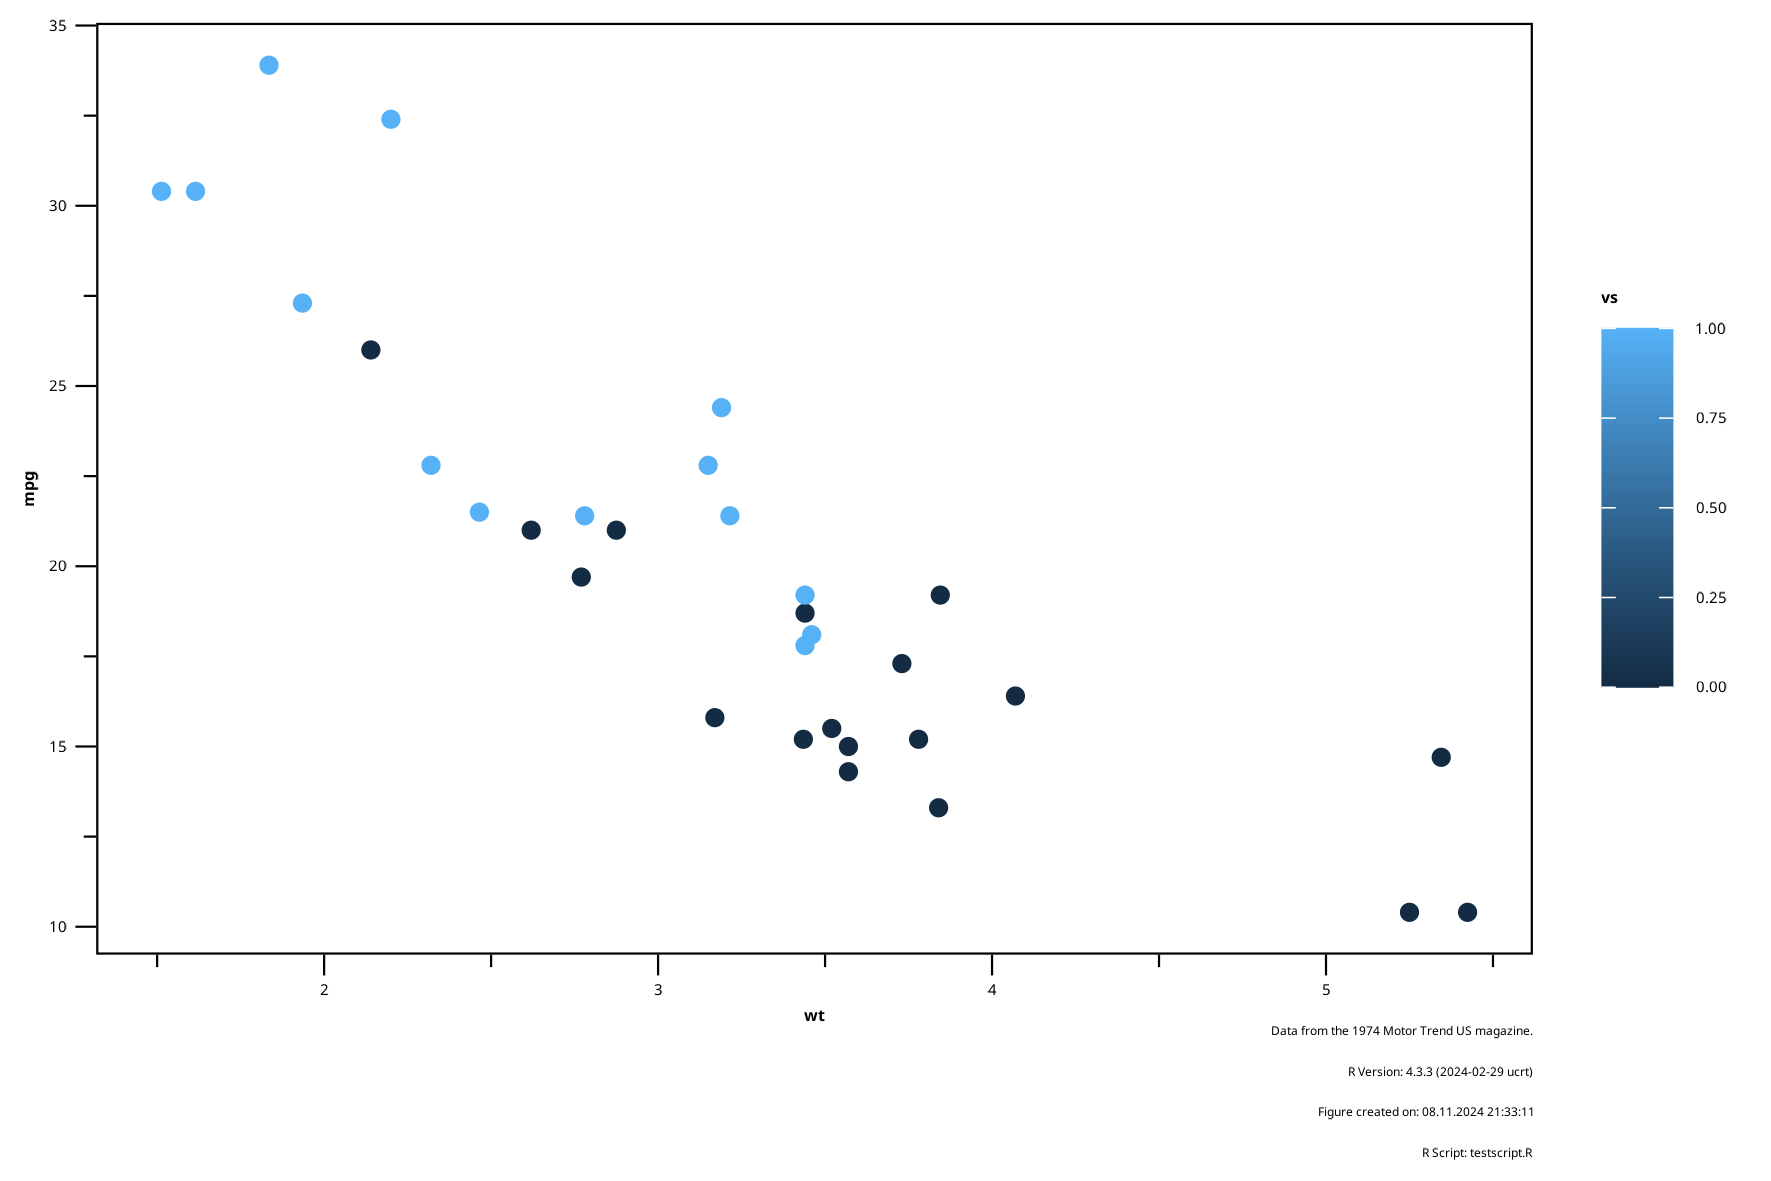 35
30
25
20
15
10
mpg
2
3
4
5
wt
vs
1.00
0.75
0.50
0.25
0.00
Data from the 1974 Motor Trend US magazine.
R Version: 4.3.3 (2024-02-29 ucrt)
Figure created on: 08.11.2024 21:33:11
R Script: testscript.R